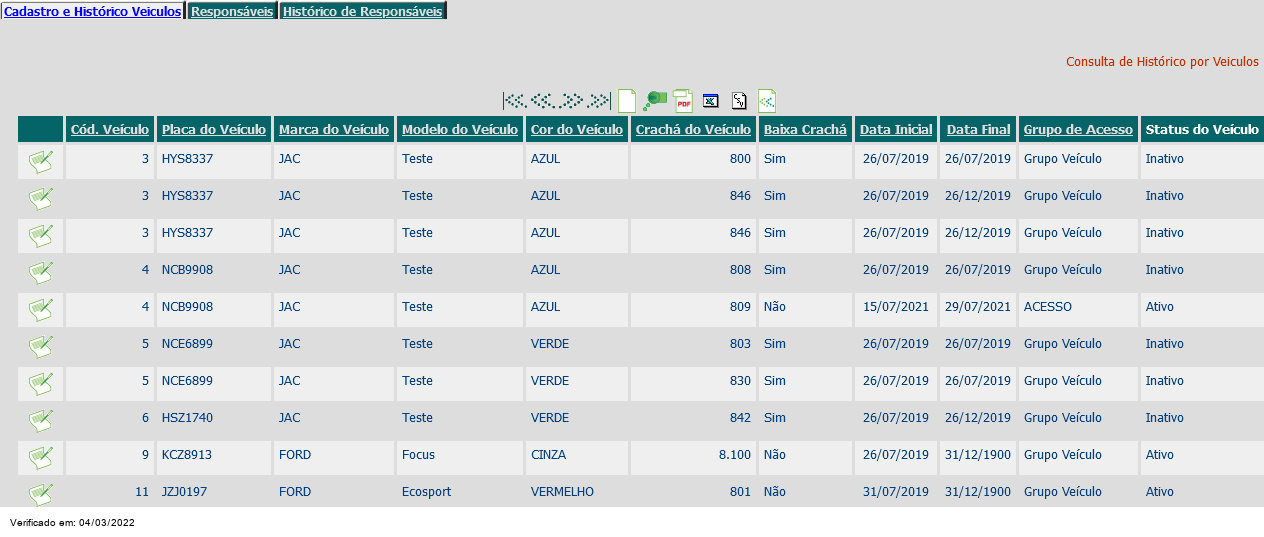 Cadastro e Histórico Veiculos Responsáveis Histórico de Responsáveis
Consulta de Histórico por Veiculos
PDF
Cód. Veículo Placa do Veículo Marca do Veículo Modelo do Veículo Cor do Veículo Crachá do Veículo Baixa Crachá Data Inicial Data Final Grupo de Acesso Status do Veículo
3 HYS8337 JAC Teste AZUL 800 Sim 26/07/2019 26/07/2019 Grupo Veículo Inativo
3 HYS8337 JAC Teste AZUL 846 Sim 26/07/2019 26/12/2019 Grupo Veículo Inativo
3 HYS8337 JAC Teste AZUL 846 Sim 26/07/2019 26/12/2019 Grupo Veículo Inativo
4 NCB9908 JAC Teste AZUL 808 Sim 26/07/2019 26/07/2019 Grupo Veículo Inativo
4 NCB9908 JAC Teste AZUL 809 Não 15/07/2021 29/07/2021 ACESSO Ativo
5 NCE6899 JAC Teste VERDE 803 Sim 26/07/2019 26/07/2019 Grupo Veículo Inativo
5 NCE6899 JAC Teste VERDE 830 Sim 26/07/2019 26/07/2019 Grupo Veículo Inativo
6 HSZ1740 JAC Teste VERDE 842 Sim 26/07/2019 26/12/2019 Grupo Veículo Inativo
9 KCZ8913 FORD Focus CINZA 8.100 Não 26/07/2019 31/12/1900 Grupo Veículo Ativo
11 JZJ0197 FORD Ecosport VERMELHO 801 Não 31/07/2019 31/12/1900 Grupo Veículo Ativo
Verificado em: 04/03/2022